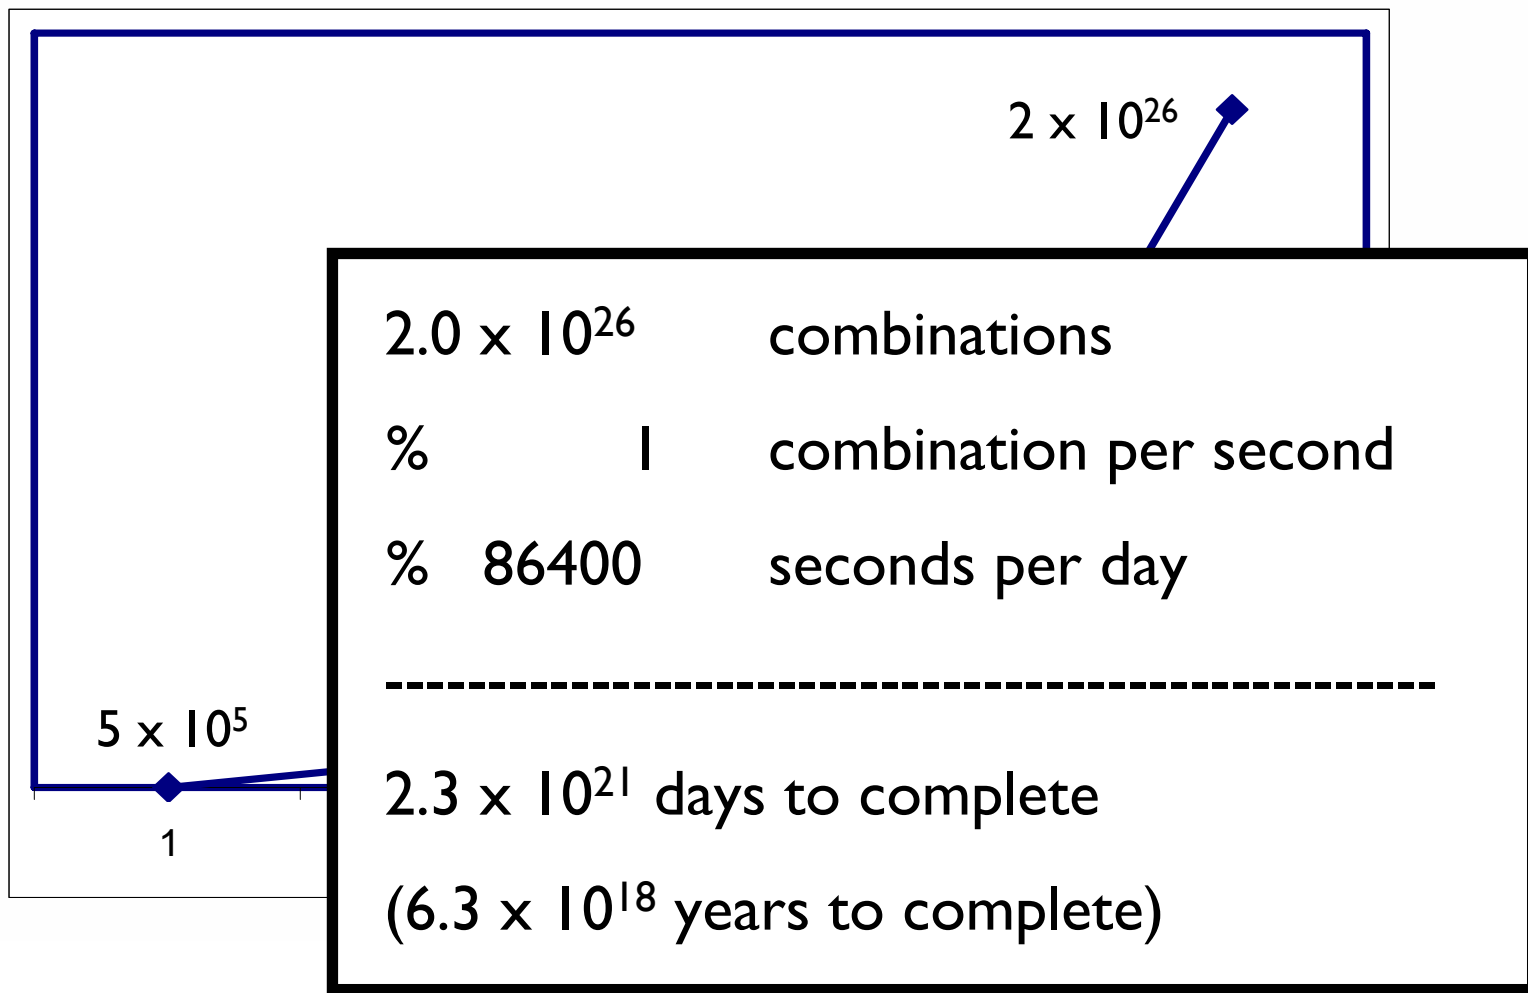 2 x 10²⁶
2.0 x 10²⁶ combinations
% 1 combination per second
% 86400 seconds per day
---------------------------------------------------
5 x 10⁵
2.3 x 10²¹ days to complete
1
(6.3 x 10¹⁸ years to complete)